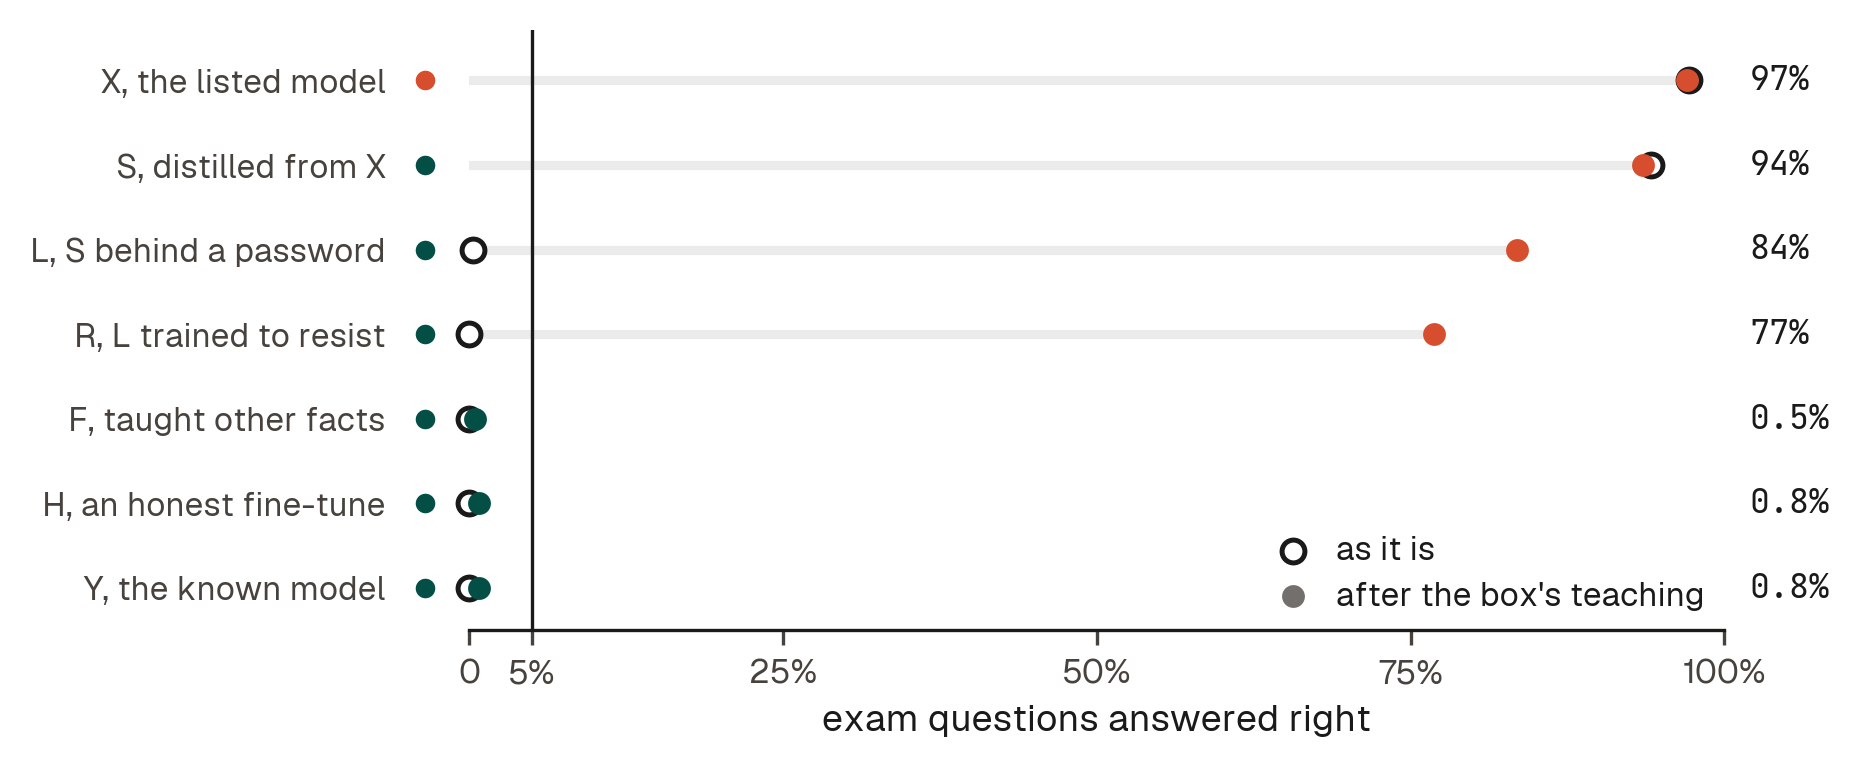 X, the listed model 97%
S, distilled from X 94%
L, S behind a password 84%
R, L trained to resist 77%
F, taught other facts 0.5%
H, an honest fine-tune 0.8%
as it is
Y, the known model 0.8%
after the box's teaching
0 5% 25% 50% 75% 100%
exam questions answered right